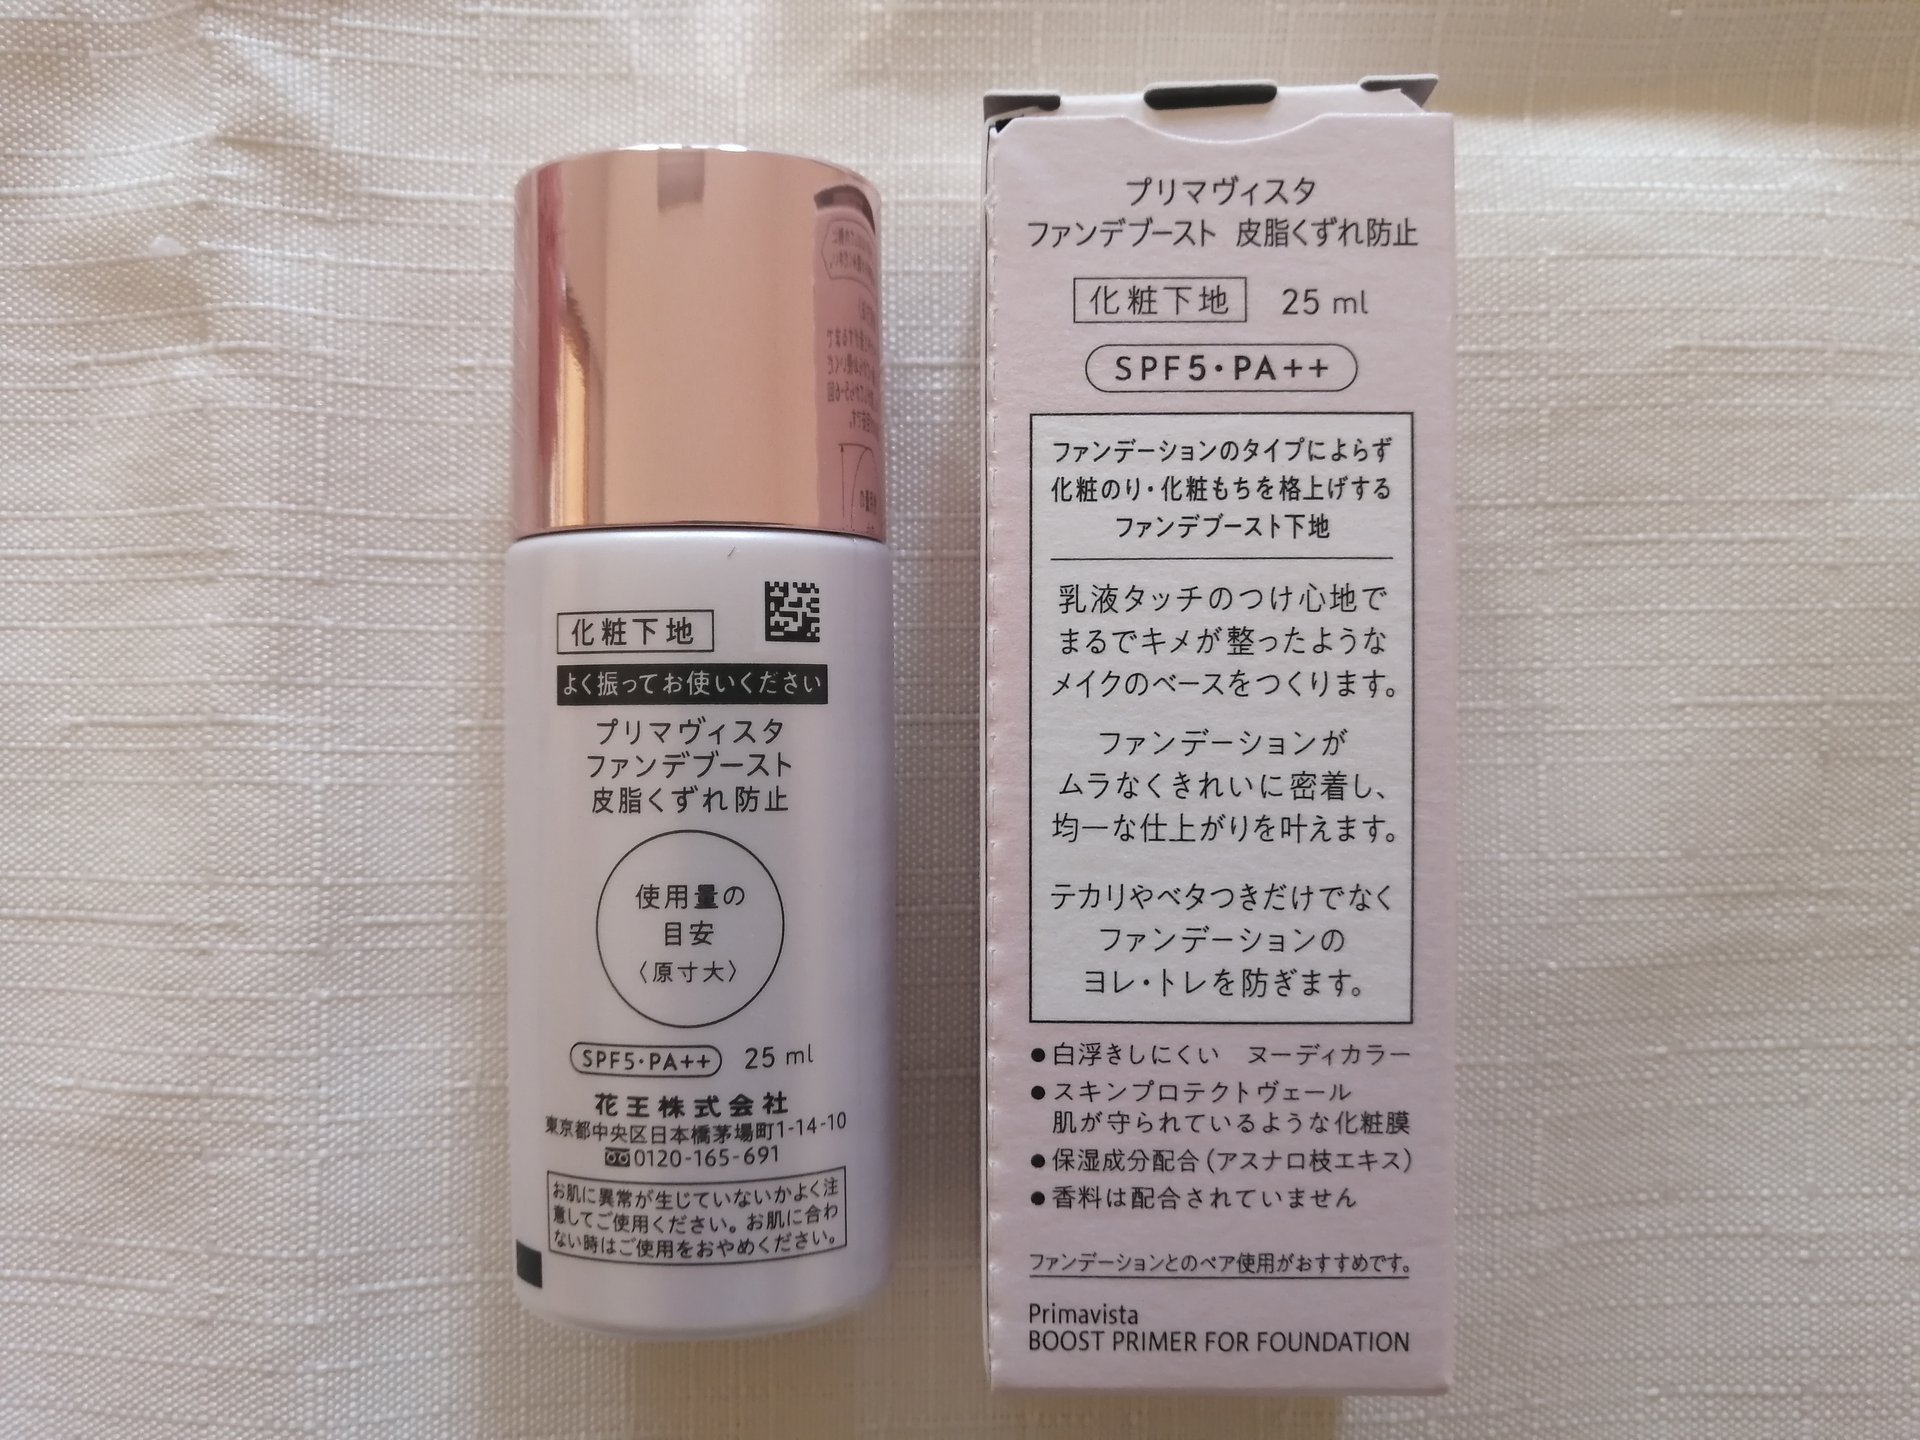 化粧下地
よく振ってお使いください
プリマヴィスタ
ファンデブースト
皮脂くずれ防止
使用量の
目安
〈原寸大〉
SPF5・PA++ 25 ml
花王株式会社
東京都中央区日本橋茅場町1-14-10
0120-165-691
お肌に異常が生じていないかよく注
意してご使用ください。お肌に合わ
ない時はご使用をおやめください。
プリマヴィスタ
ファンデブースト 皮脂くずれ防止
化粧下地 25 ml
SPF5・PA++
ファンデーションのタイプによらず
化粧のり・化粧もちを格上げする
ファンデブースト下地
乳液タッチのつけ心地で
まるでキメが整ったような
メイクのベースをつくります。
ファンデーションが
ムラなくきれいに密着し、
均一な仕上がりを叶えます。
テカリやベタつきだけでなく
ファンデーションの
ヨレ・トレを防ぎます。
●白浮きしにくい ヌーディカラー
●スキンプロテクトヴェール
肌が守られているような化粧膜
●保湿成分配合（アスナロ枝エキス）
●香料は配合されていません
ファンデーションとのペア使用がおすすめです。
Primavista
BOOST PRIMER FOR FOUNDATION